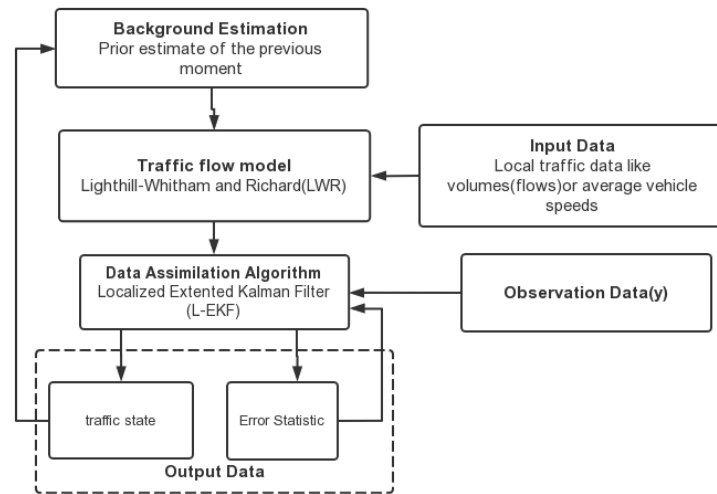 Background Estimation
Prior estimate of the previous
moment
Traffic flow model
Lighthill-Whitham and Richard(LWR)
Input Data
Local traffic data like
volumes(flows)or average vehicle
speeds
Data Assimilation Algorithm
Localized Extented Kalman Filter
(L-EKF)
Observation Data(y)
traffic state
Error Statistic
Output Data